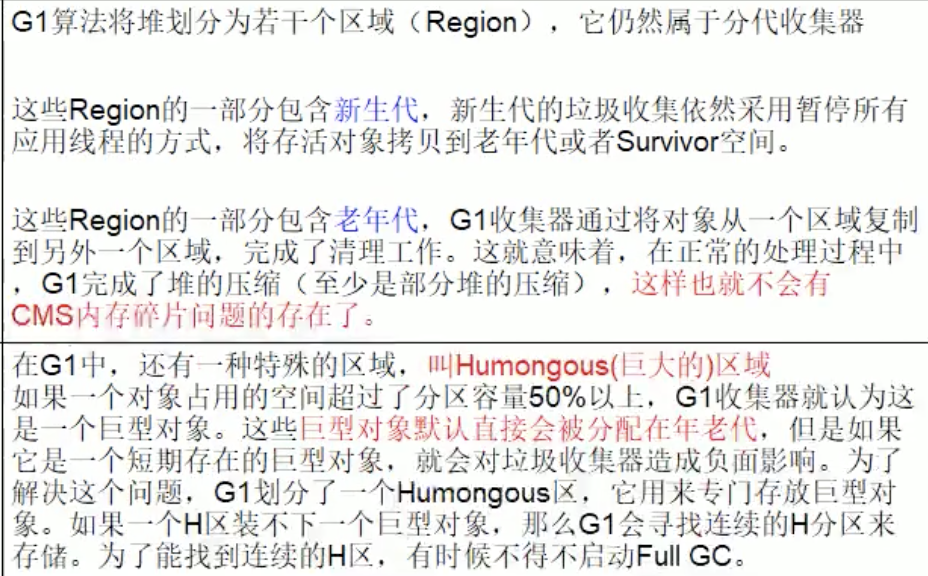 G1算法将堆划分为若干个区域（Region），它仍然属于分代收集器
这些Region的一部分包含新生代，新生代的垃圾收集依然采用暂停所有
应用线程的方式，将存活对象拷贝到老年代或者Survivor空间。
这些Region的一部分包含老年代，G1收集器通过将对象从一个区域复制
到另外一个区域，完成了清理工作。这就意味着，在正常的处理过程中
，G1完成了堆的压缩（至少是部分堆的压缩），这样也就不会有
CMS内存碎片问题的存在了。
在G1中，还有一种特殊的区域，叫Humongous(巨大的)区域
如果一个对象占用的空间超过了分区容量50%以上，G1收集器就认为这
是一个巨型对象。这些巨型对象默认直接会被分配在年老代，但是如果
它是一个短期存在的巨型对象，就会对垃圾收集器造成负面影响。为了
解决这个问题，G1划分了一个Humongous区，它用来专门存放巨型对
象。如果一个H区装不下一个巨型对象，那么G1会寻找连续的H分区来
存储。为了能找到连续的H区，有时候不得不启动Full GC。